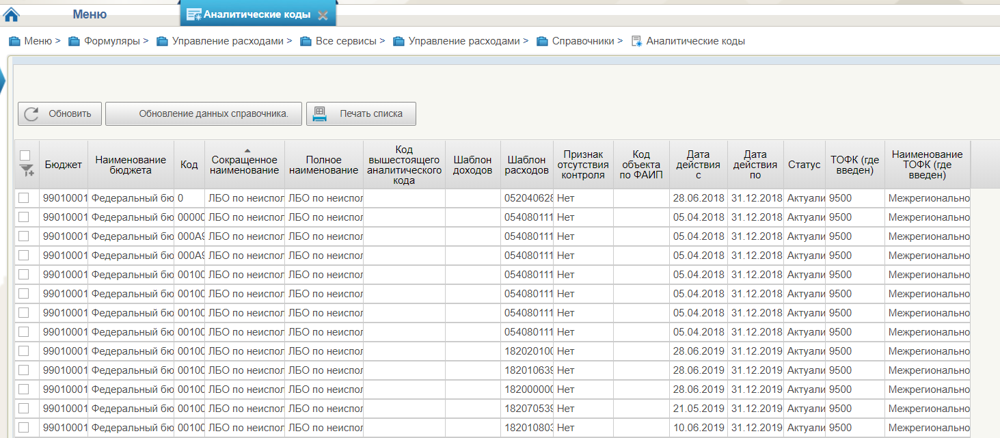 Меню Аналитические коды
Меню > Формуляры > Управление расходами > Все сервисы > Управление расходами > Справочники > Аналитические коды
Обновить Обновление данных справочника. Печать списка
Бюджет Наименование бюджета Код Сокращенное наименование Полное наименование Код вышестоящего аналитического кода Шаблон доходов Шаблон расходов Признак отсутствия контроля Код объекта по ФАИП Дата действия с Дата действия по Статус ТОФК (где введен) Наименование ТОФК (где введен)
99010001 Федеральный бю 0 ЛБО по неиспол ЛБО по неиспол 052040628 Нет 28.06.2018 31.12.2018 Актуали 9500 Межрегионально
99010001 Федеральный бю 00000 ЛБО по неиспол ЛБО по неиспол 054080111 Нет 05.04.2018 31.12.2018 Актуали 9500 Межрегионально
99010001 Федеральный бю 000A9 ЛБО по неиспол ЛБО по неиспол 054080111 Нет 05.04.2018 31.12.2018 Актуали 9500 Межрегионально
99010001 Федеральный бю 000A9 ЛБО по неиспол ЛБО по неиспол 054080111 Нет 05.04.2018 31.12.2018 Актуали 9500 Межрегионально
99010001 Федеральный бю 00100 ЛБО по неиспол ЛБО по неиспол 054080111 Нет 05.04.2018 31.12.2018 Актуали 9500 Межрегионально
99010001 Федеральный бю 00100 ЛБО по неиспол ЛБО по неиспол 054080111 Нет 05.04.2018 31.12.2018 Актуали 9500 Межрегионально
99010001 Федеральный бю 00100 ЛБО по неиспол ЛБО по неиспол 054080111 Нет 05.04.2018 31.12.2018 Актуали 9500 Межрегионально
99010001 Федеральный бю 00100 ЛБО по неиспол ЛБО по неиспол 054080111 Нет 05.04.2018 31.12.2018 Актуали 9500 Межрегионально
99010001 Федеральный бю 00100 ЛБО по неиспол ЛБО по неиспол 182020100 Нет 28.06.2019 31.12.2019 Актуали 9500 Межрегионально
99010001 Федеральный бю 00100 ЛБО по неиспол ЛБО по неиспол 182010639 Нет 28.06.2019 31.12.2019 Актуали 9500 Межрегионально
99010001 Федеральный бю 00100 ЛБО по неиспол ЛБО по неиспол 182000000 Нет 28.06.2019 31.12.2019 Актуали 9500 Межрегионально
99010001 Федеральный бю 00100 ЛБО по неиспол ЛБО по неиспол 182070539 Нет 21.05.2019 31.12.2019 Актуали 9500 Межрегионально
99010001 Федеральный бю 00100 ЛБО по неиспол ЛБО по неиспол 182010803 Нет 10.06.2019 31.12.2019 Актуали 9500 Межрегионально